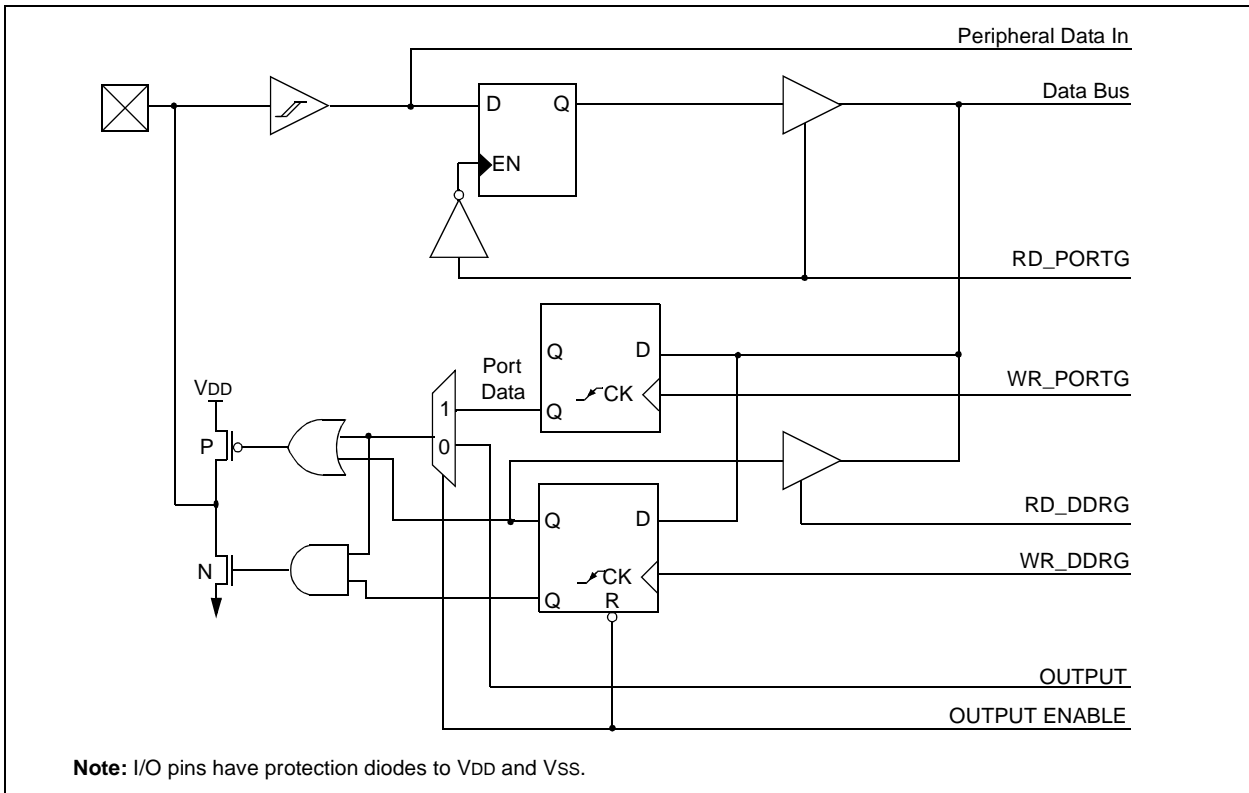 Peripheral Data In
Data Bus
D Q
EN
RD_PORTG
Q D
Port
Data
WR_PORTG
VDD
1
Q CK
P
0
RD_DDRG
Q D
WR_DDRG
N
CK
Q R
OUTPUT
OUTPUT ENABLE
Note: I/O pins have protection diodes to VDD and VSS.